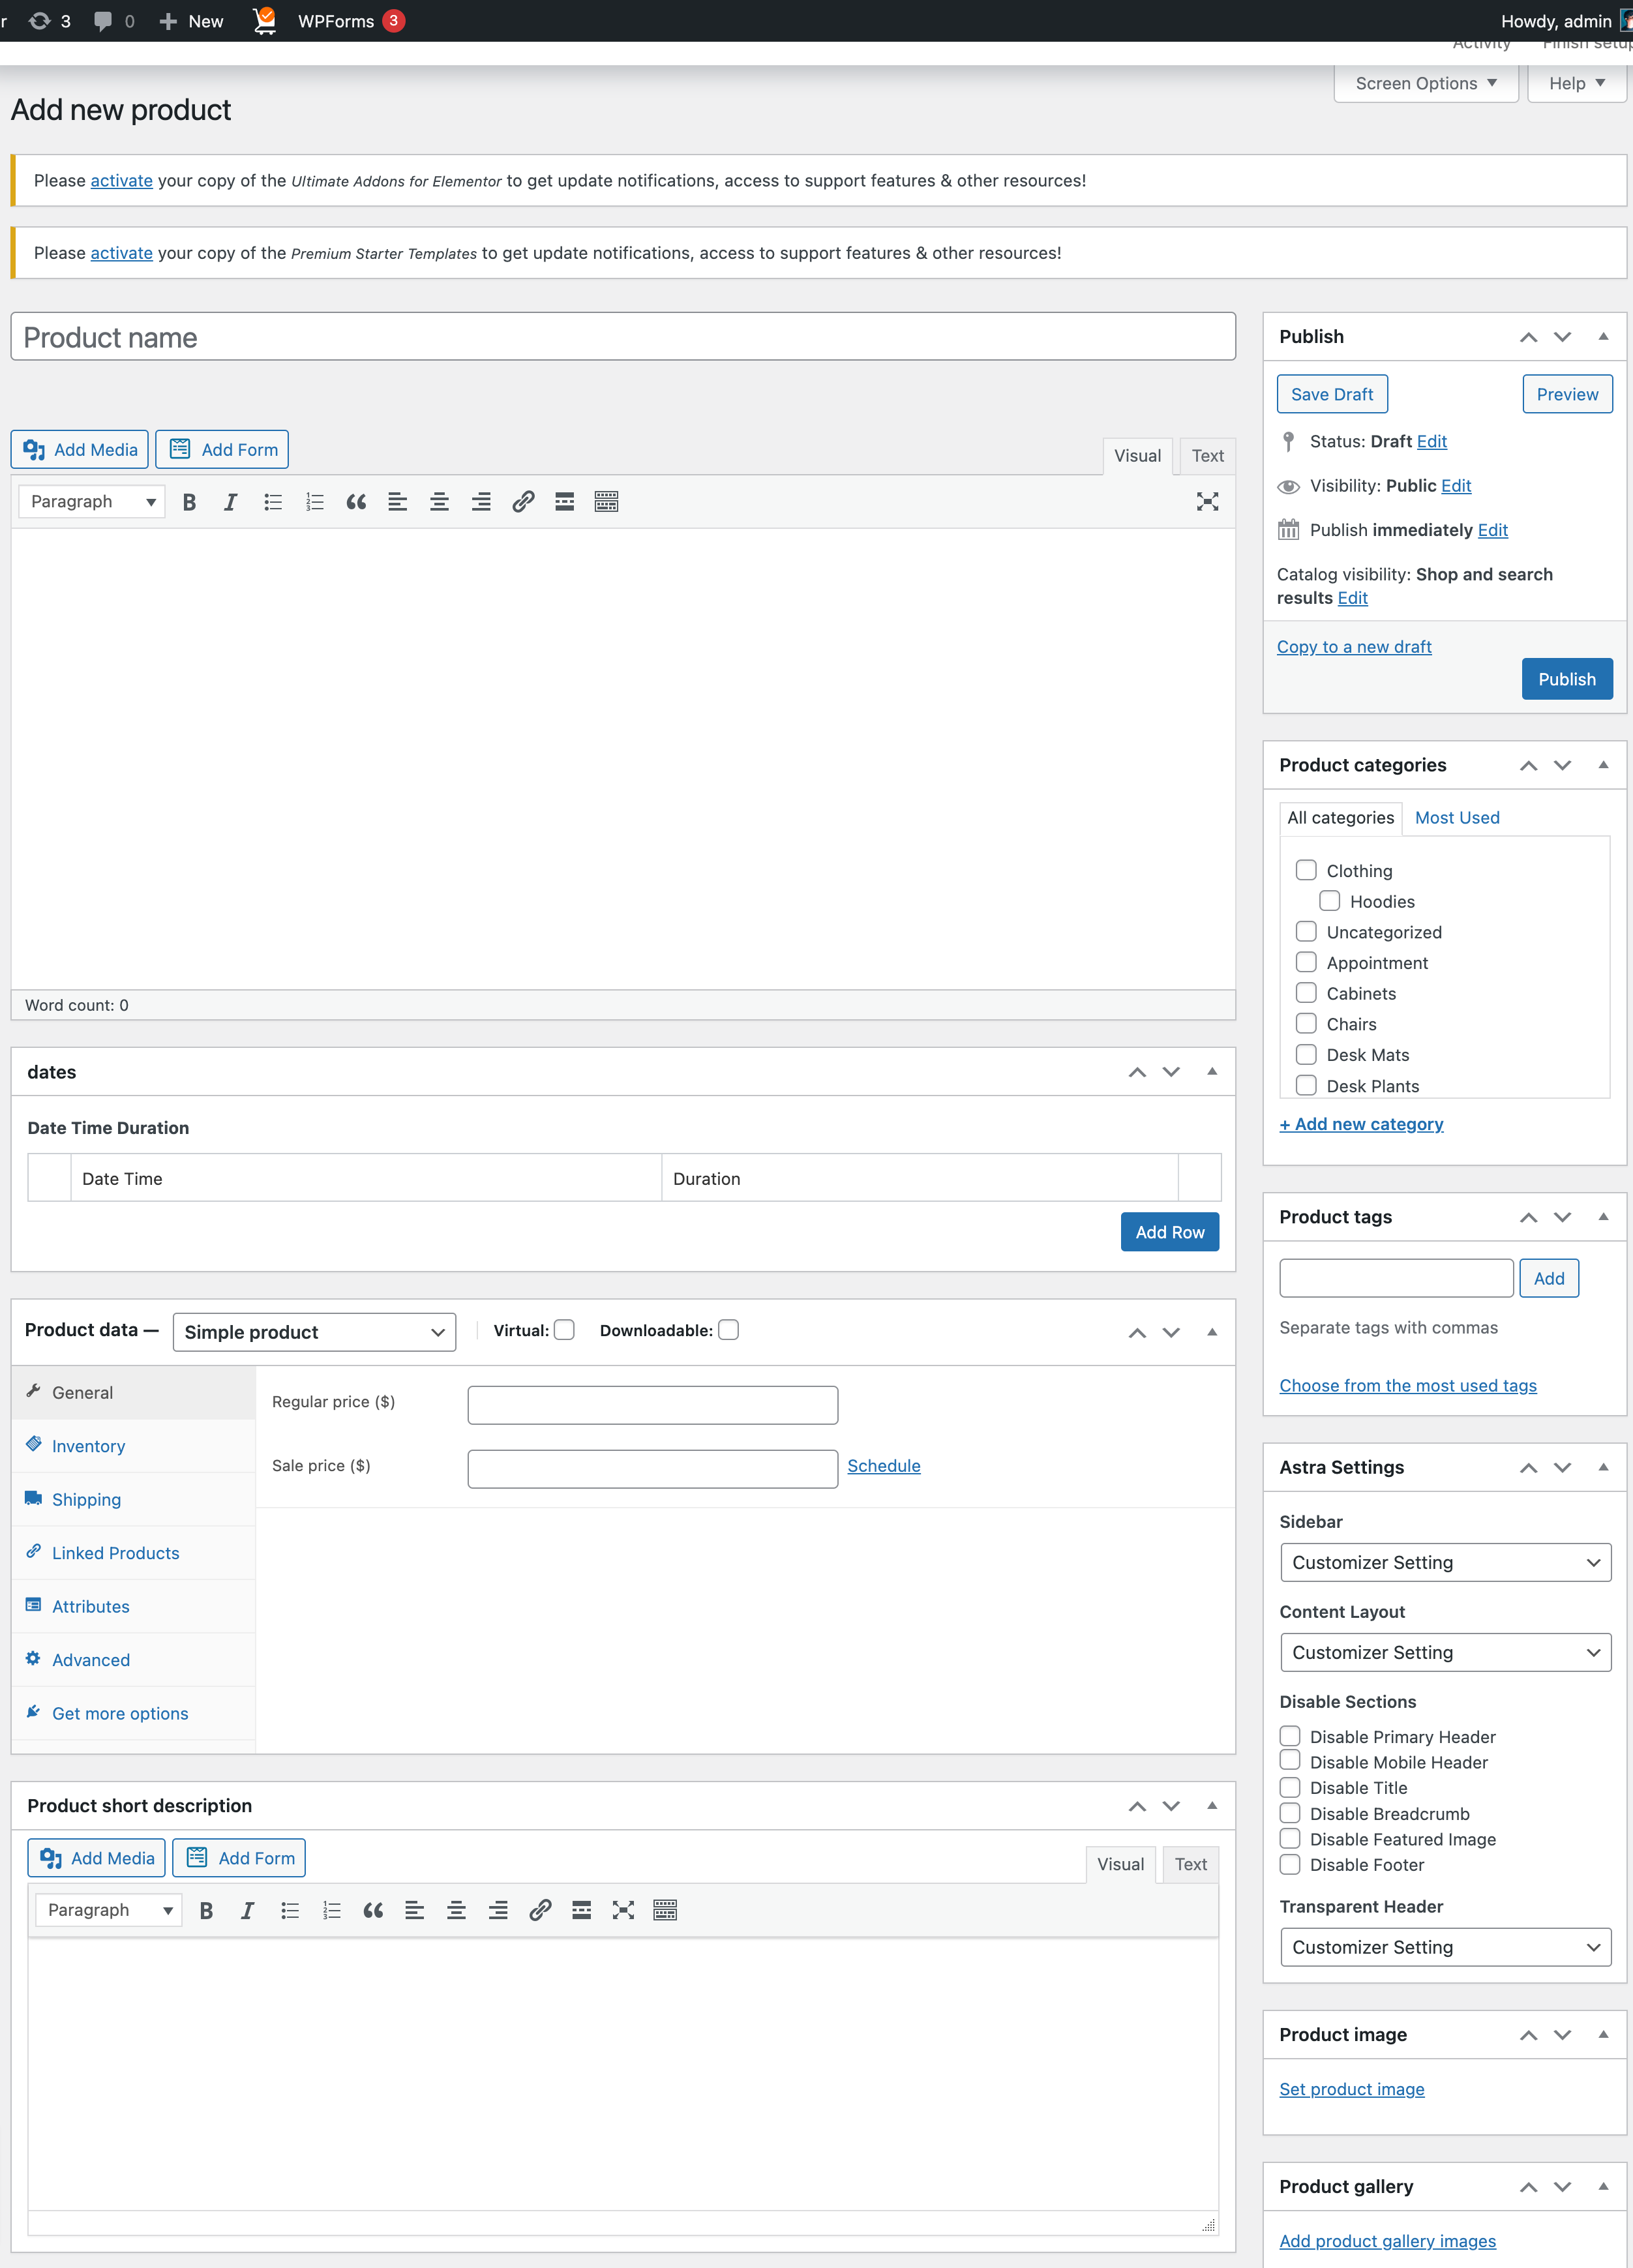 r 3 0 New WPForms 3 Howdy, admin
Activity Finish setup
Screen Options Help
Add new product
Please activate your copy of the Ultimate Addons for Elementor to get update notifications, access to support features & other resources!
Please activate your copy of the Premium Starter Templates to get update notifications, access to support features & other resources!
Product name
Add Media Add Form
Visual Text
Paragraph
Word count: 0
dates
Date Time Duration
Date Time Duration
Add Row
Product data — Simple product Virtual: Downloadable:
General
Inventory
Shipping
Linked Products
Attributes
Advanced
Get more options
Regular price ($)
Sale price ($) Schedule
Product short description
Add Media Add Form
Visual Text
Paragraph
Publish
Save Draft Preview
Status: Draft Edit
Visibility: Public Edit
Publish immediately Edit
Catalog visibility: Shop and search
results Edit
Copy to a new draft
Publish
Product categories
All categories Most Used
Clothing
Hoodies
Uncategorized
Appointment
Cabinets
Chairs
Desk Mats
Desk Plants
+ Add new category
Product tags
Add
Separate tags with commas
Choose from the most used tags
Astra Settings
Sidebar
Customizer Setting
Content Layout
Customizer Setting
Disable Sections
Disable Primary Header
Disable Mobile Header
Disable Title
Disable Breadcrumb
Disable Featured Image
Disable Footer
Transparent Header
Customizer Setting
Product image
Set product image
Product gallery
Add product gallery images